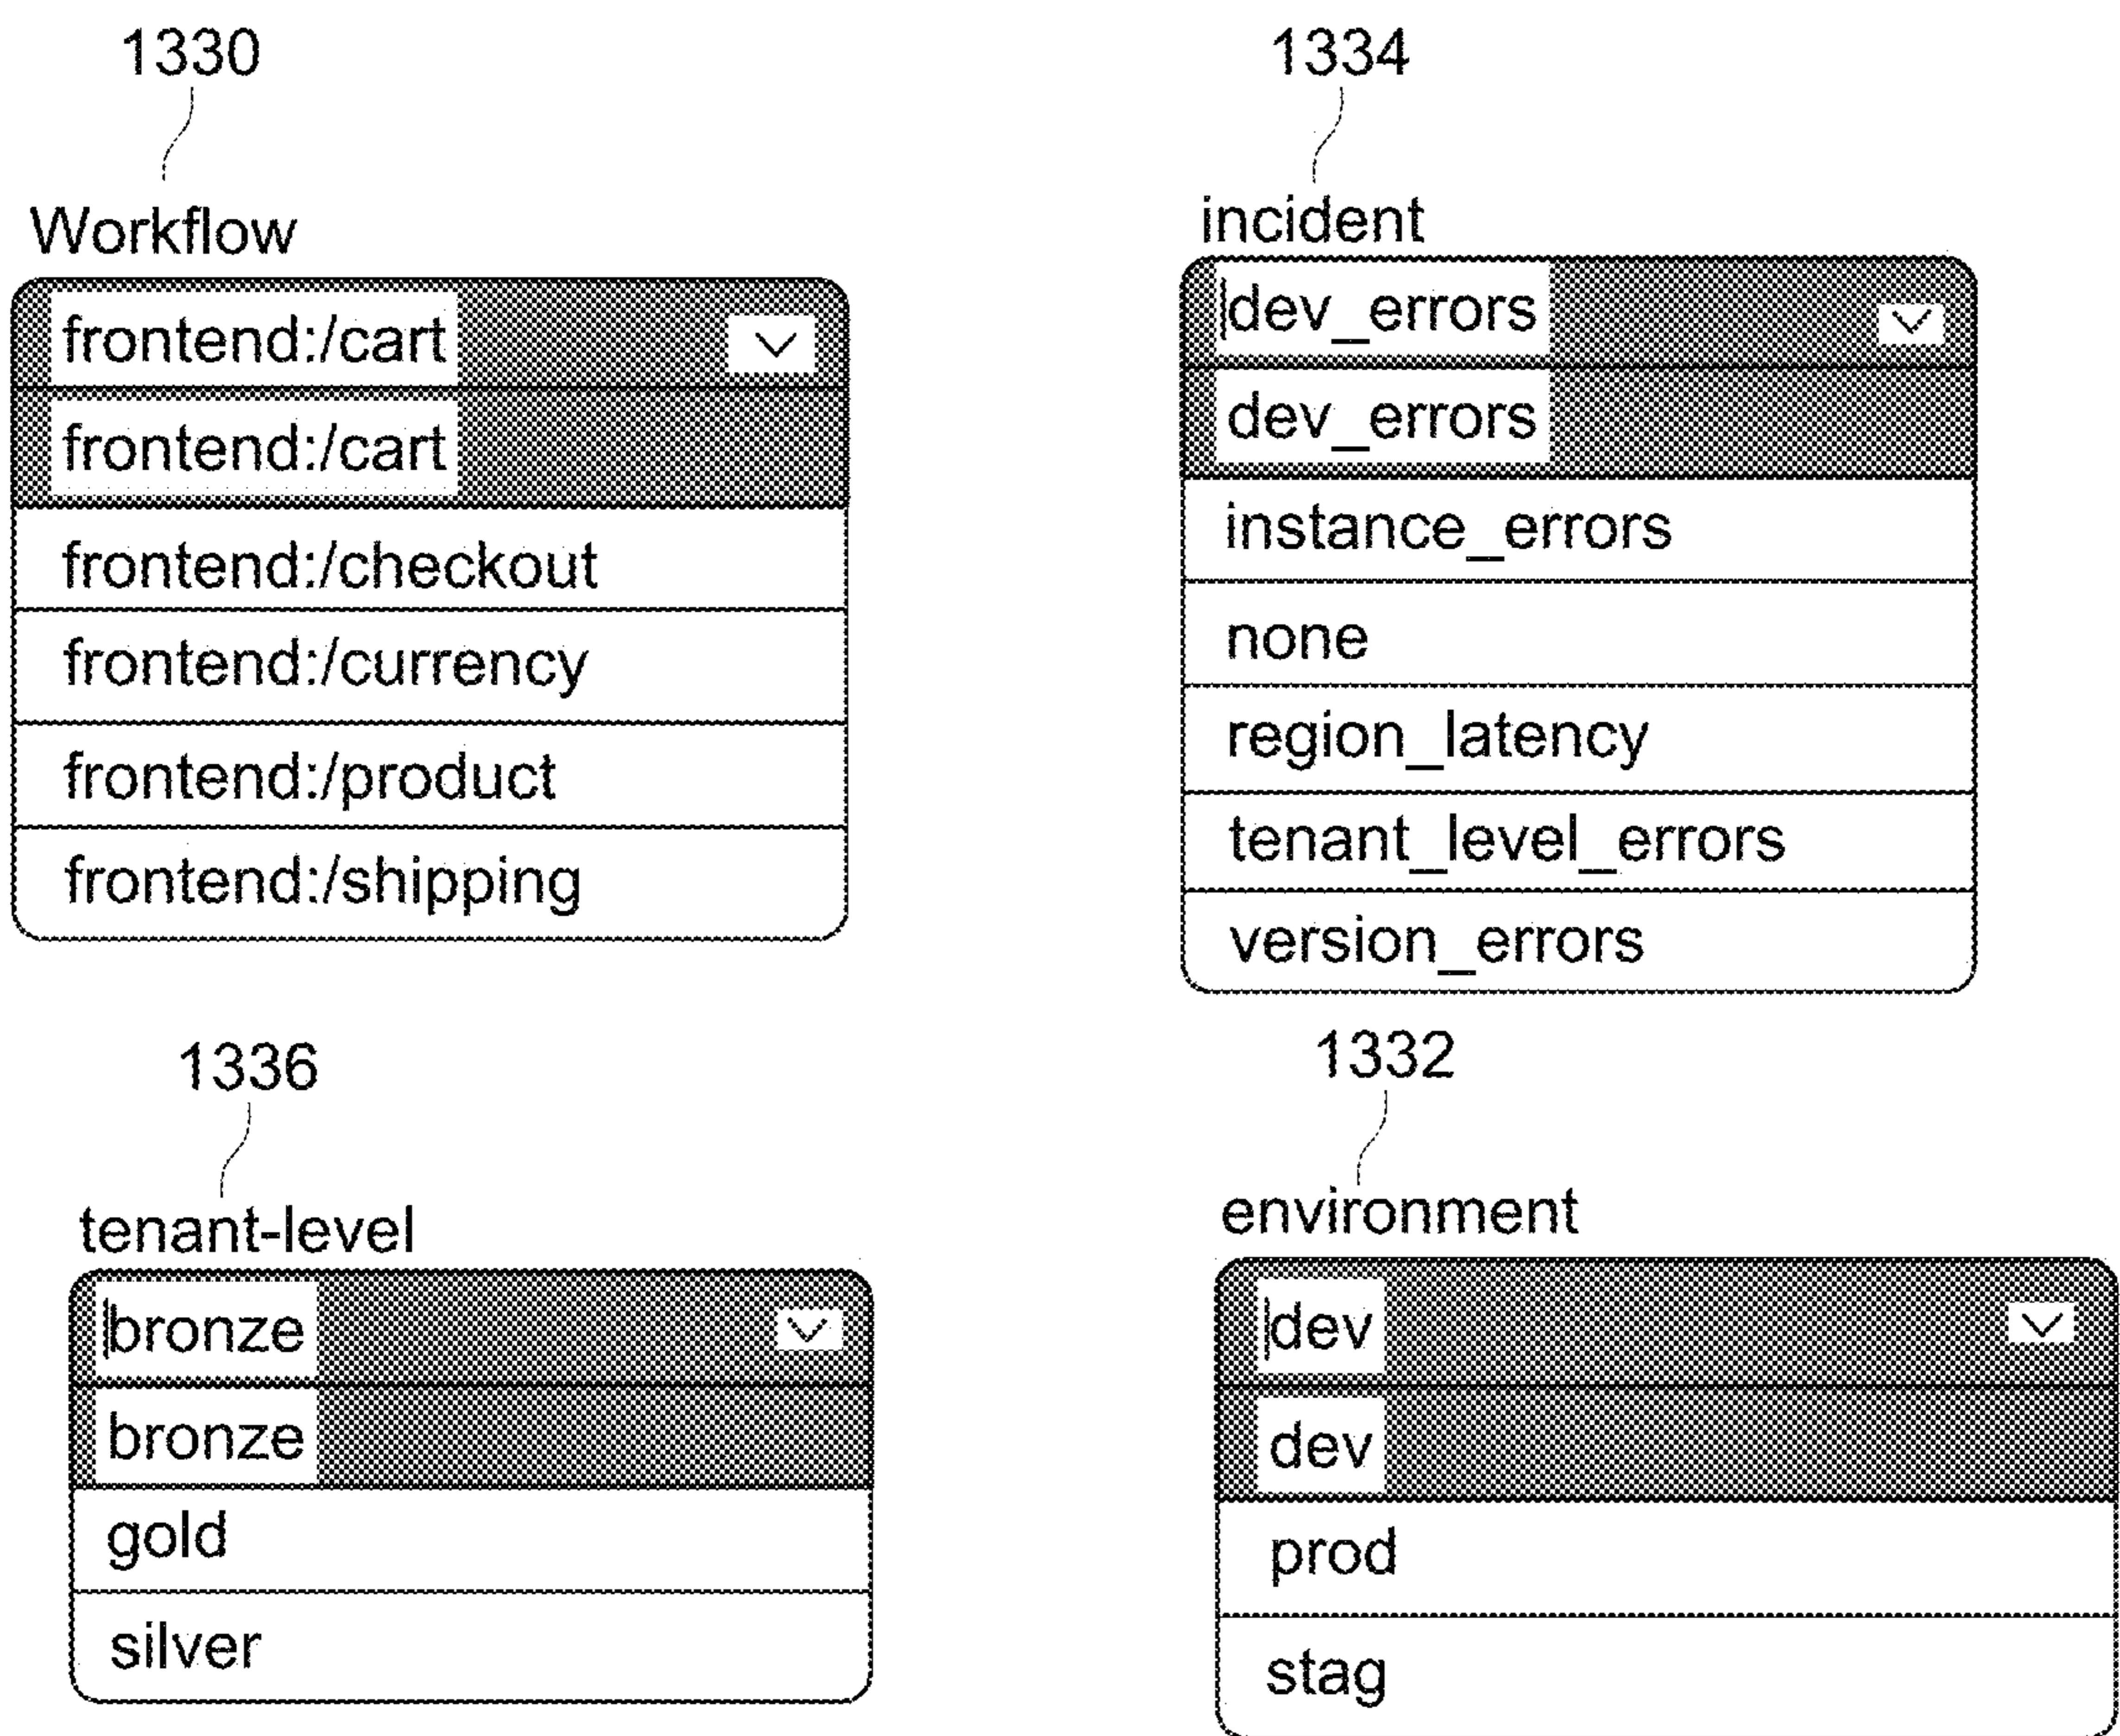 1330
Workflow
frontend:/cart
frontend:/cart
frontend:/checkout
frontend:/currency
frontend:/product
frontend:/shipping
1334
incident
dev_errors
dev_errors
instance_errors
none
region_latency
tenant_level_errors
version_errors
1336
tenant-level
bronze
bronze
gold
silver
1332
environment
dev
dev
prod
stag